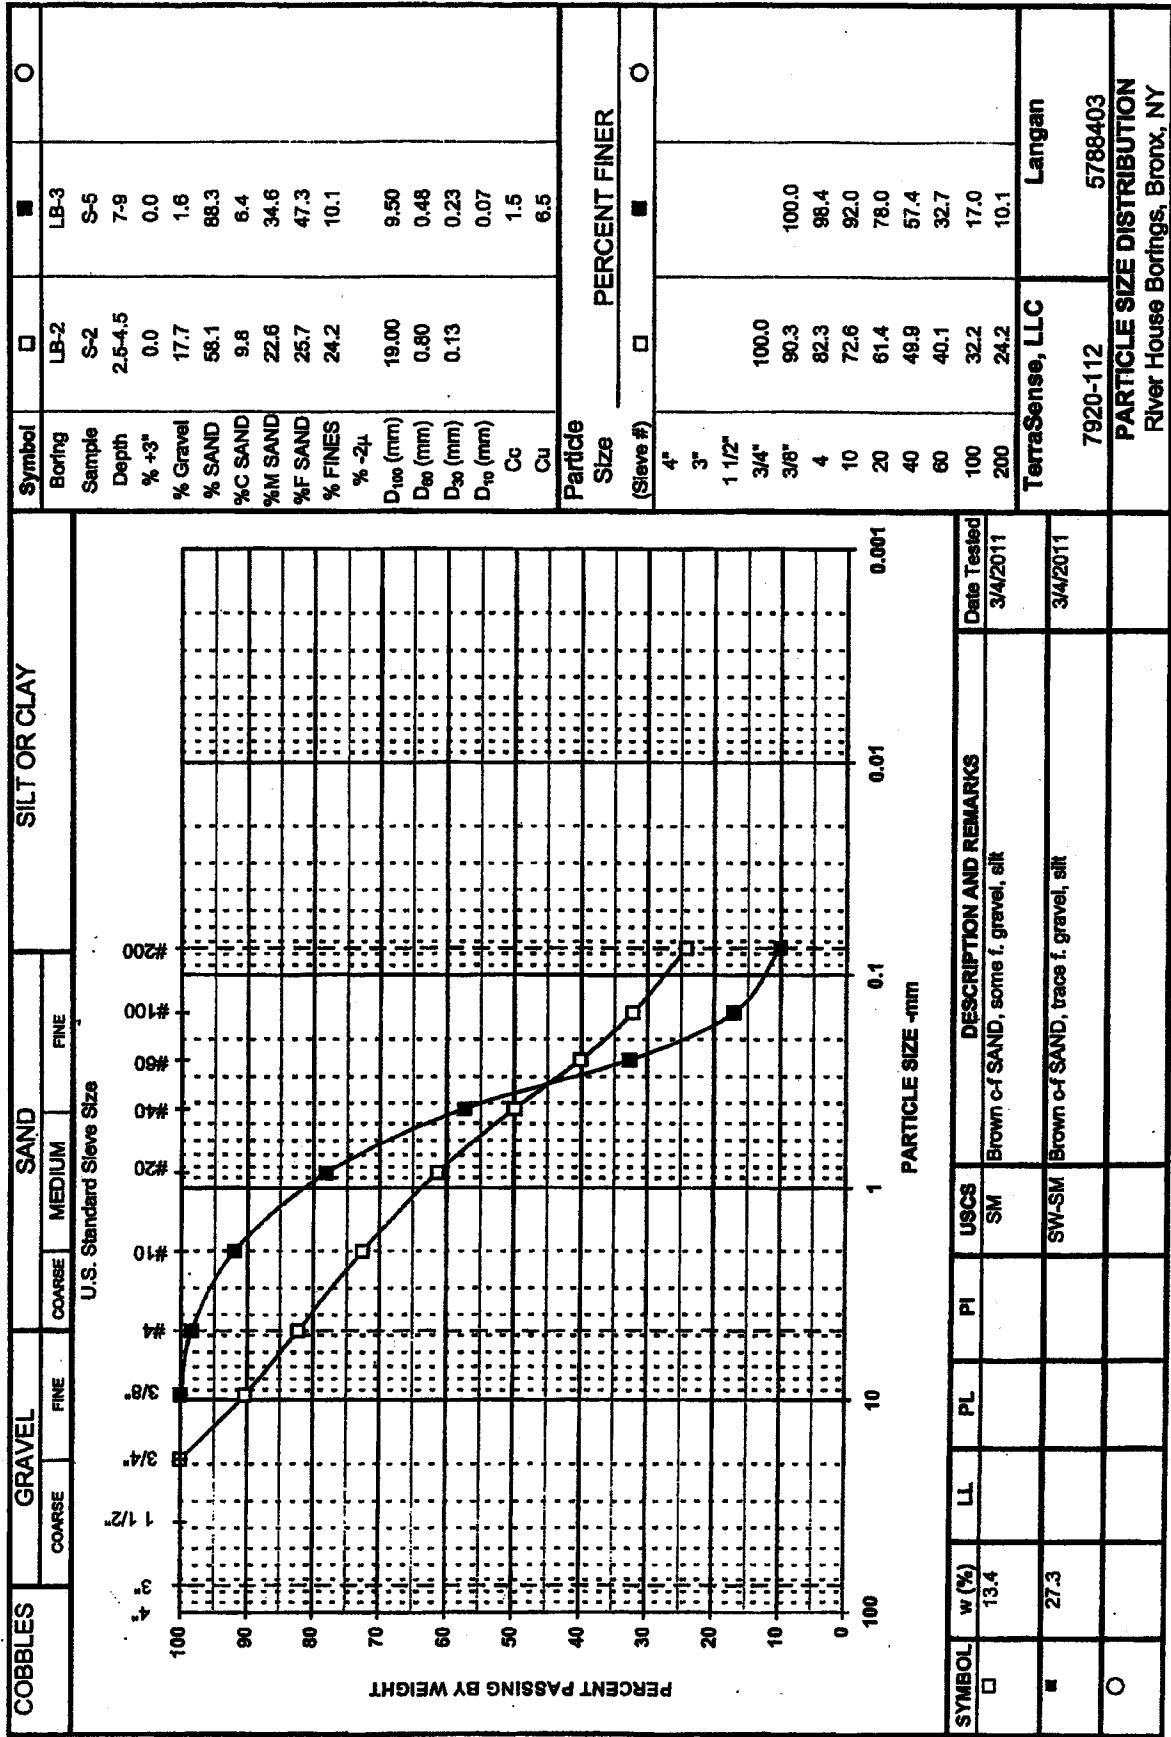 COBBLES GRAVEL SAND SILT OR CLAY
COARSE FINE COARSE MEDIUM FINE
U.S. Standard Sieve Size
4" 3" 1 1/2" 3/4" 3/8" #4 #10 #20 #40 #60 #100 #200
PERCENT PASSING BY WEIGHT
100
90
80
70
60
50
40
30
20
10
0
100 10 1 0.1 0.01 0.001
PARTICLE SIZE -mm
Symbol
Boring LB-2 LB-3
Sample S-2 S-5
Depth 2.5-4.5 7-9
% +3" 0.0 0.0
% Gravel 17.7 1.6
% SAND 58.1 88.3
%C SAND 9.8 6.4
%M SAND 22.6 34.6
%F SAND 25.7 47.3
% FINES 24.2 10.1
% -2µ
D100 (mm) 19.00 9.50
D60 (mm) 0.80 0.48
D30 (mm) 0.13 0.23
D10 (mm) 0.07
Cc 1.5
Cu 6.5
Particle
Size PERCENT FINER
(Sieve #)
4"
3"
1 1/2"
3/4" 100.0
3/8" 90.3 100.0
4 82.3 98.4
10 72.6 92.0
20 61.4 78.0
40 49.9 57.4
60 40.1 32.7
100 32.2 17.0
200 24.2 10.1
SYMBOL w (%) LL PL PI USCS DESCRIPTION AND REMARKS Date Tested
13.4 SM Brown c-f SAND, some f. gravel, silt 3/4/2011
27.3 SW-SM Brown c-f SAND, trace f. gravel, silt 3/4/2011
TerraSense, LLC Langan
7920-112 5788403
PARTICLE SIZE DISTRIBUTION
River House Borings, Bronx, NY